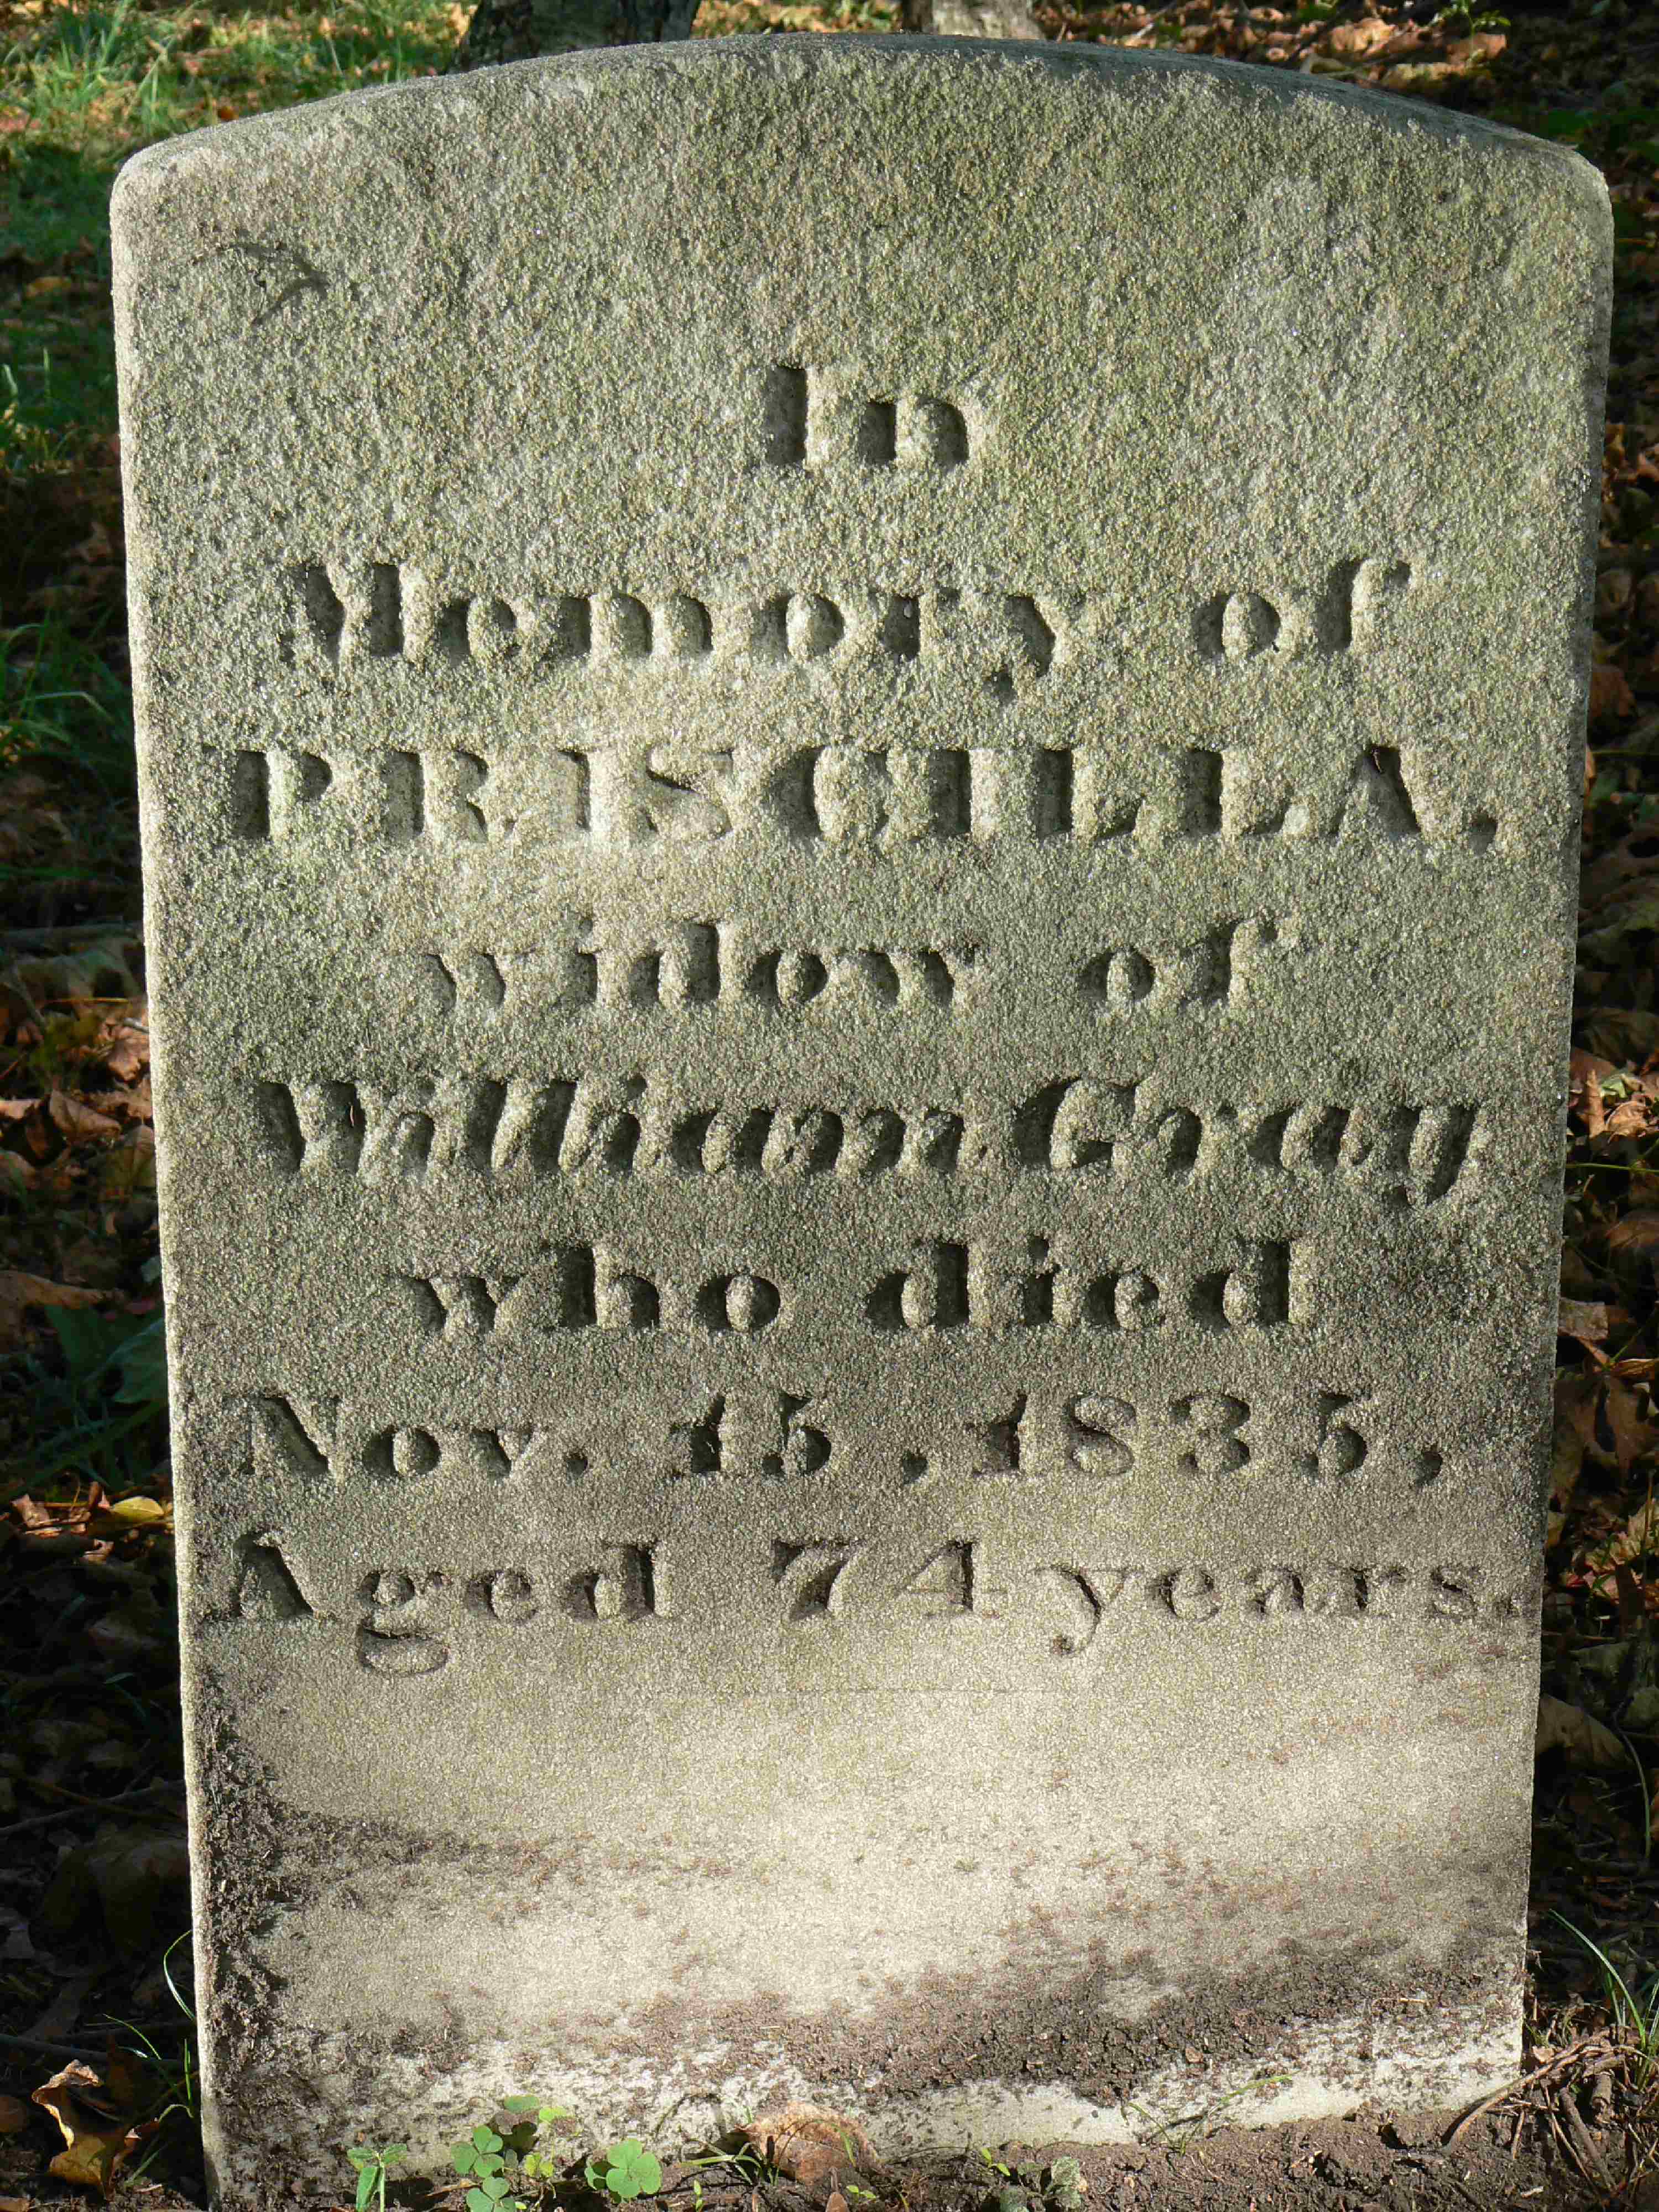 In
Memory of
PRISCILLA.
widow of
William Gray
who died
Nov. 15, 1835,
Aged 74 years.